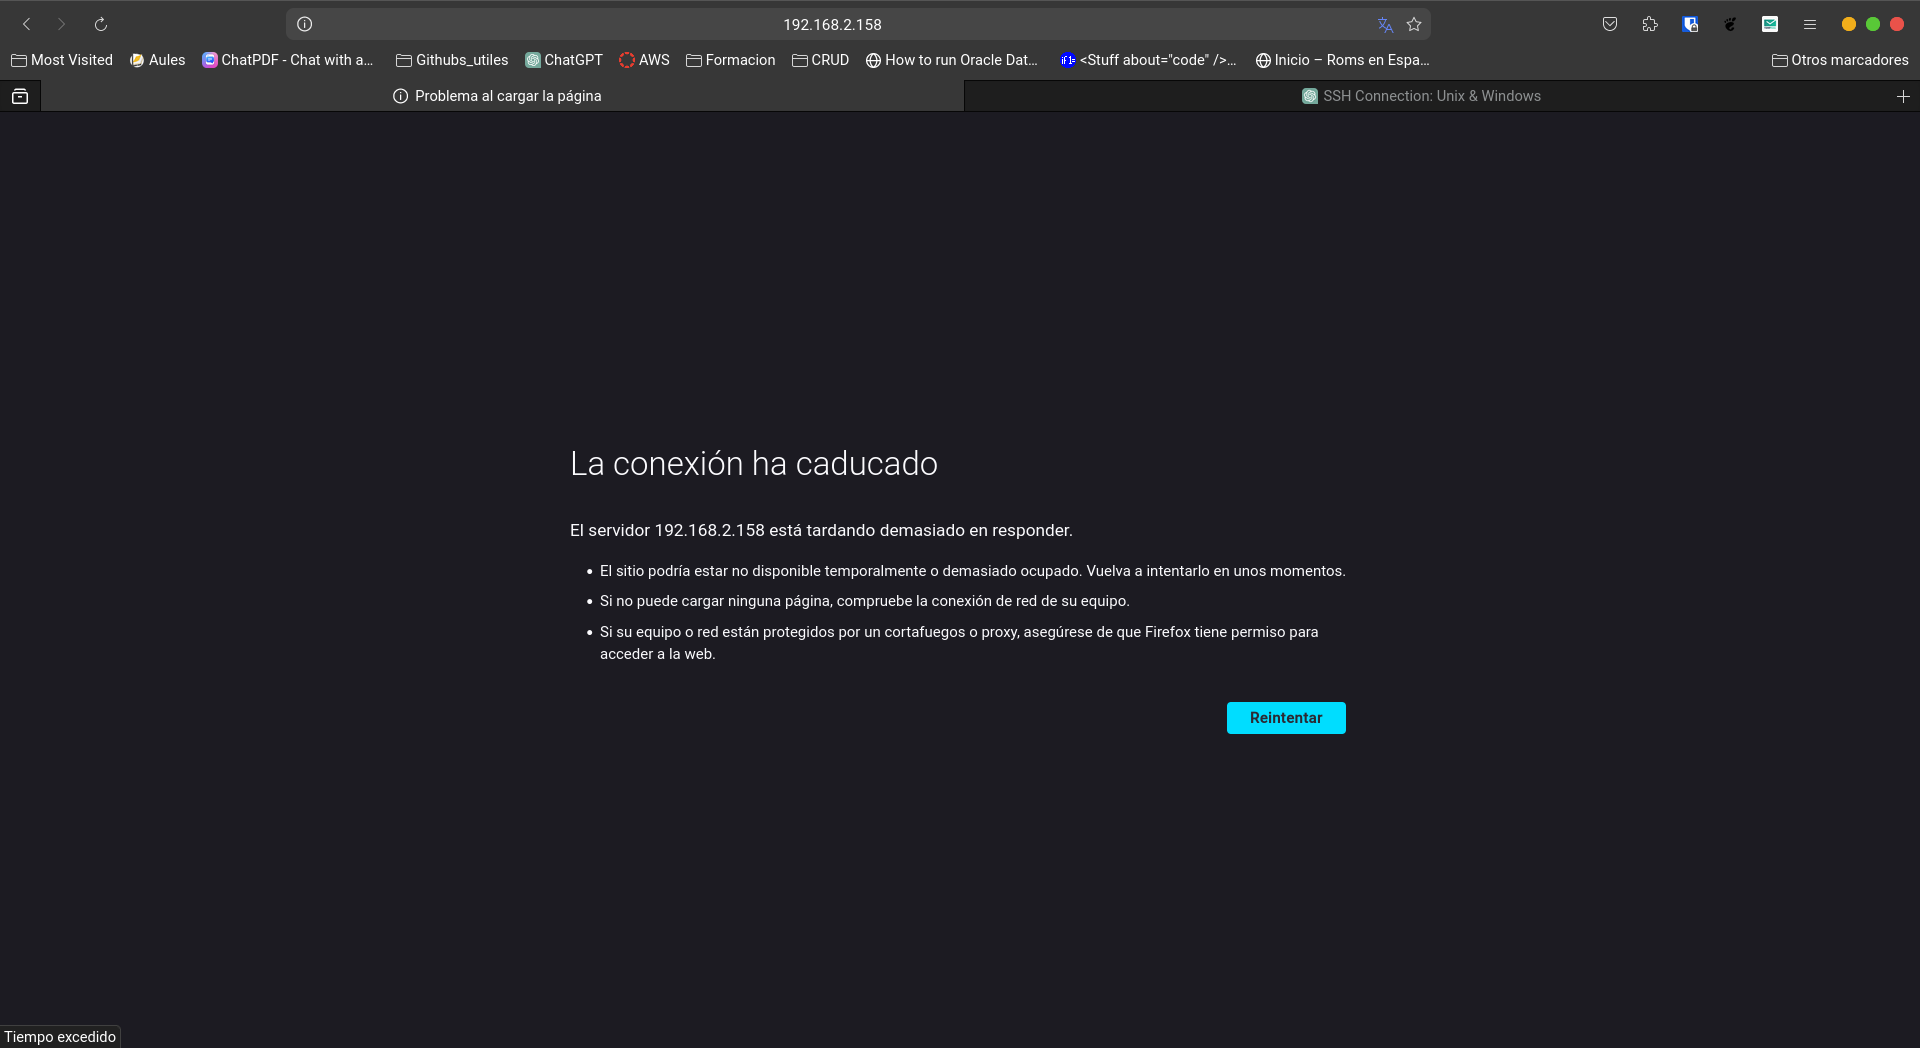 192.168.2.158
Most Visited
Aules
ChatPDF - Chat with a...
Githubs_utiles
ChatGPT
AWS
Formacion
CRUD
How to run Oracle Dat...
if1=
<Stuff about="code" />...
Inicio – Roms en Espa...
Otros marcadores
Problema al cargar la página
SSH Connection: Unix & Windows
La conexión ha caducado
El servidor 192.168.2.158 está tardando demasiado en responder.
• El sitio podría estar no disponible temporalmente o demasiado ocupado. Vuelva a intentarlo en unos momentos.
• Si no puede cargar ninguna página, compruebe la conexión de red de su equipo.
• Si su equipo o red están protegidos por un cortafuegos o proxy, asegúrese de que Firefox tiene permiso para
acceder a la web.
Reintentar
Tiempo excedido